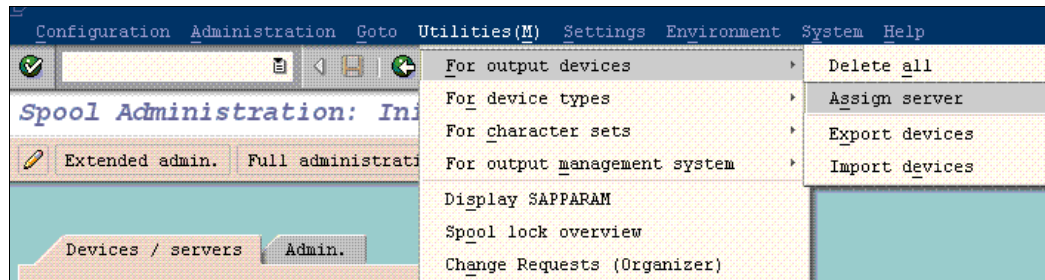 Configuration Administration Goto Utilities(M) Settings Environment System Help
For output devices
Delete all
For device types
Assign server
Spool Administration: Ini
For character sets
Export devices
Extended admin. Full administrati
For output management system
Import devices
Display SAPPARAM
Spool lock overview
Devices / servers Admin.
Change Requests (Organizer)